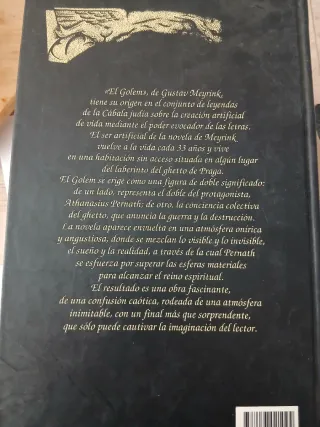 «El Golem», de Gustav Meyrink,
tiene su origen en el conjunto de leyendas
de la Cábala judía sobre la creación artificial
de vida mediante el poder evocador de las letras.
El ser artificial de la novela de Meyrink
vuelve a la vida cada 33 años y vive
en una habitación sin acceso situada en algún lugar
del laberinto del ghetto de Praga.
El Golem se erige como una figura de doble significado:
de un lado, representa el doble del protagonista,
Athanasius Pernath; de otro, la conciencia colectiva
del ghetto, que anuncia la guerra y la destrucción.
La novela aparece envuelta en una atmósfera onírica
y angustiosa, donde se mezclan lo visible y lo invisible,
el sueño y la realidad, a través de la cual Pernath
se esfuerza por superar las esferas materiales
para alcanzar el reino espiritual.
El resultado es una obra fascinante,
de una confusión caótica, rodeada de una atmósfera
inimitable, con un final más que sorprendente,
que sólo puede cautivar la imaginación del lector.